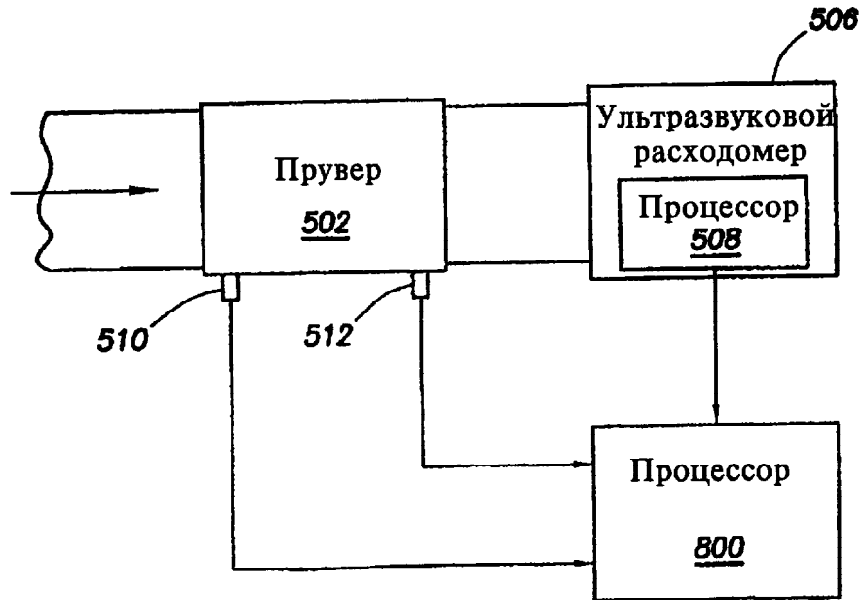 506
Ультразвуковой
расходомер
Процессор
508
Прувер
502
510
512
Процессор
800